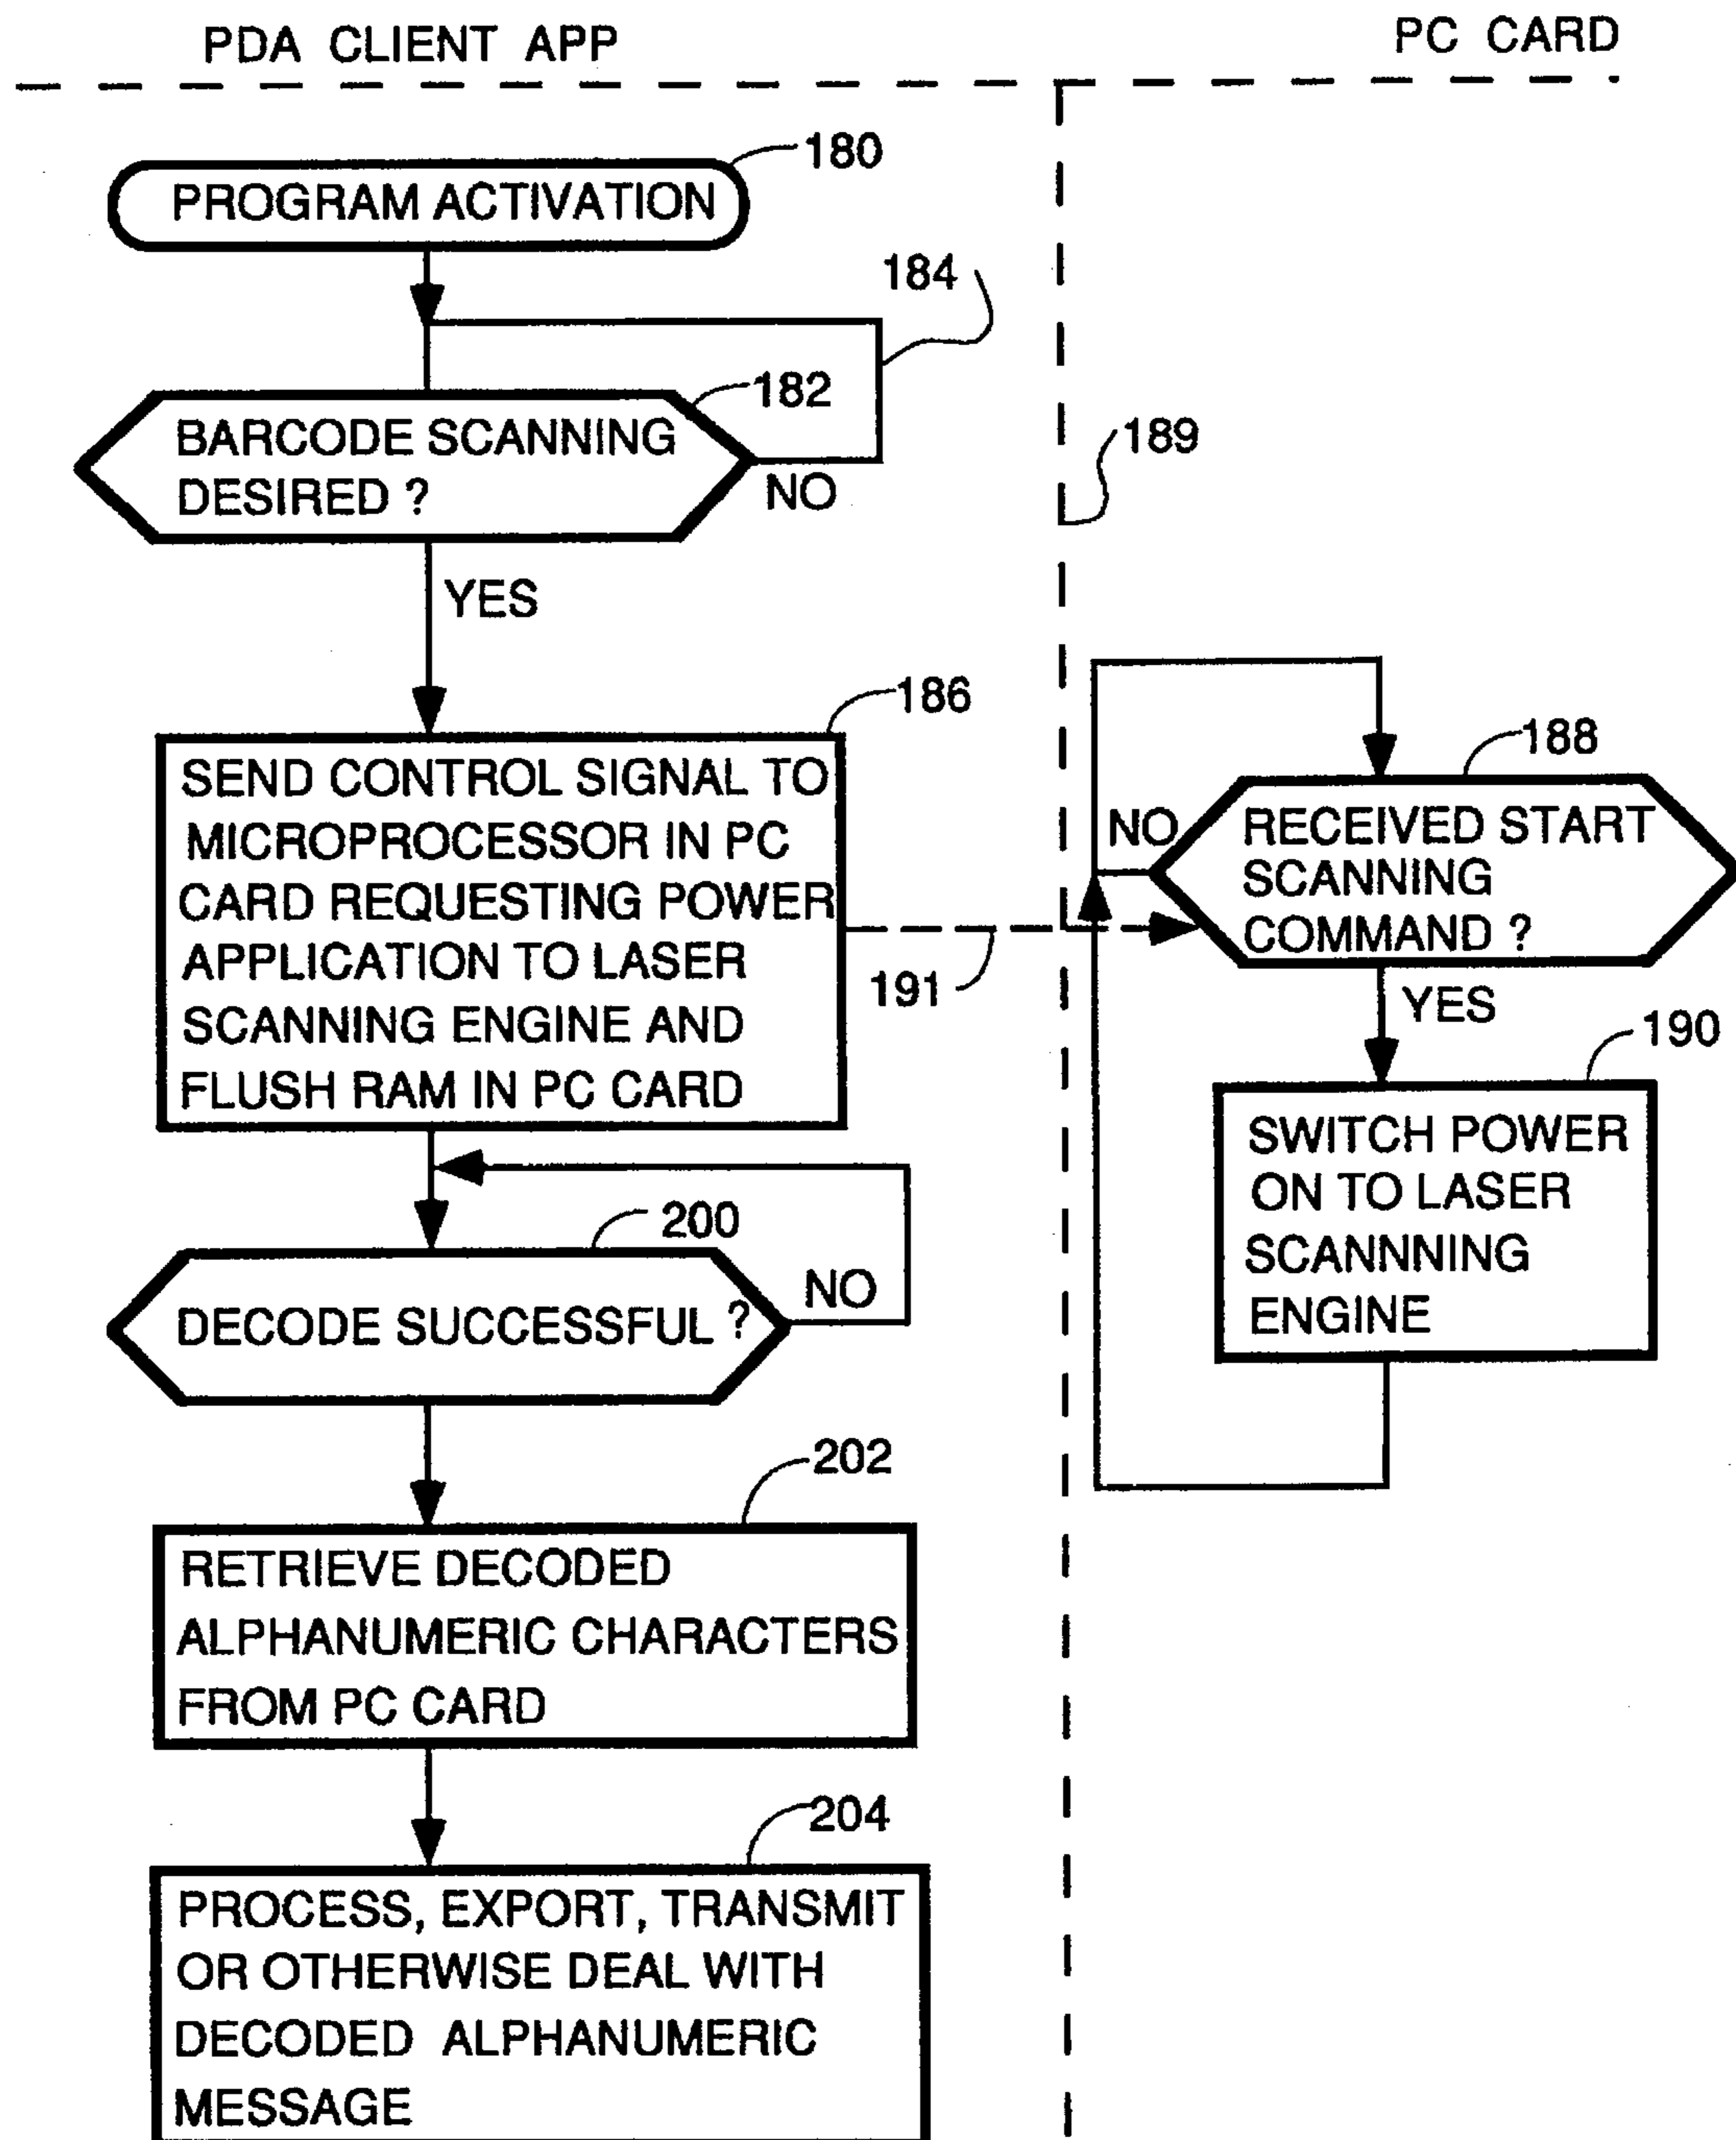 PDA CLIENT APP
PC CARD
180
PROGRAM ACTIVATION
184
182
BARCODE SCANNING
DESIRED ?
NO
YES
189
186
SEND CONTROL SIGNAL TO
MICROPROCESSOR IN PC
CARD REQUESTING POWER
APPLICATION TO LASER
SCANNING ENGINE AND
FLUSH RAM IN PC CARD
191
188
NO
RECEIVED START
SCANNING
COMMAND ?
YES
190
SWITCH POWER
ON TO LASER
SCANNNING
ENGINE
200
DECODE SUCCESSFUL ?
NO
202
RETRIEVE DECODED
ALPHANUMERIC CHARACTERS
FROM PC CARD
204
PROCESS, EXPORT, TRANSMIT
OR OTHERWISE DEAL WITH
DECODED ALPHANUMERIC
MESSAGE